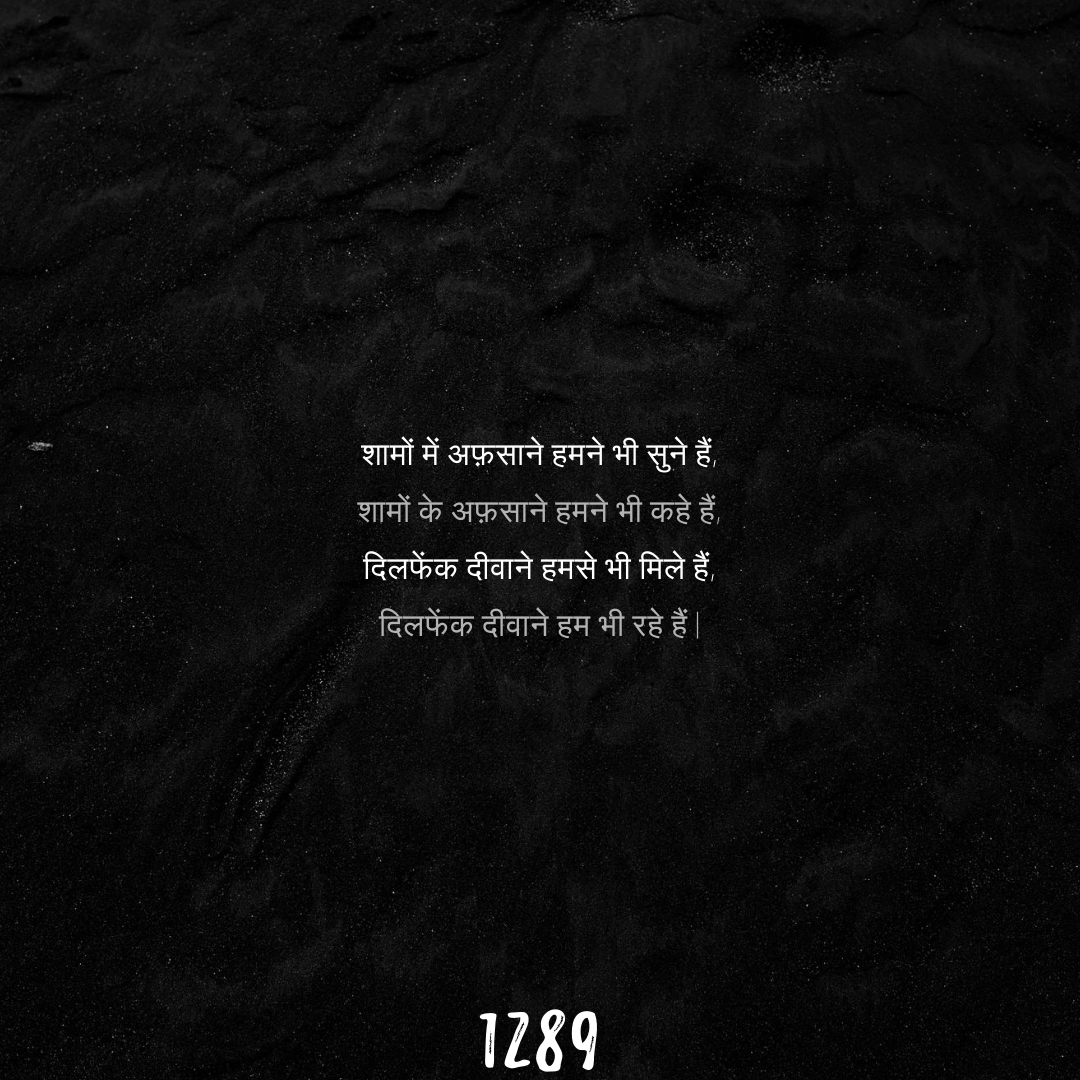 शामों में अफ़साने हमने भी सुने हैं,
शामों के अफ़साने हमने भी कहे हैं,
दिलफेंक दीवाने हमसे भी मिले हैं,
दिलफेंक दीवाने हम भी रहे हैं|
1289